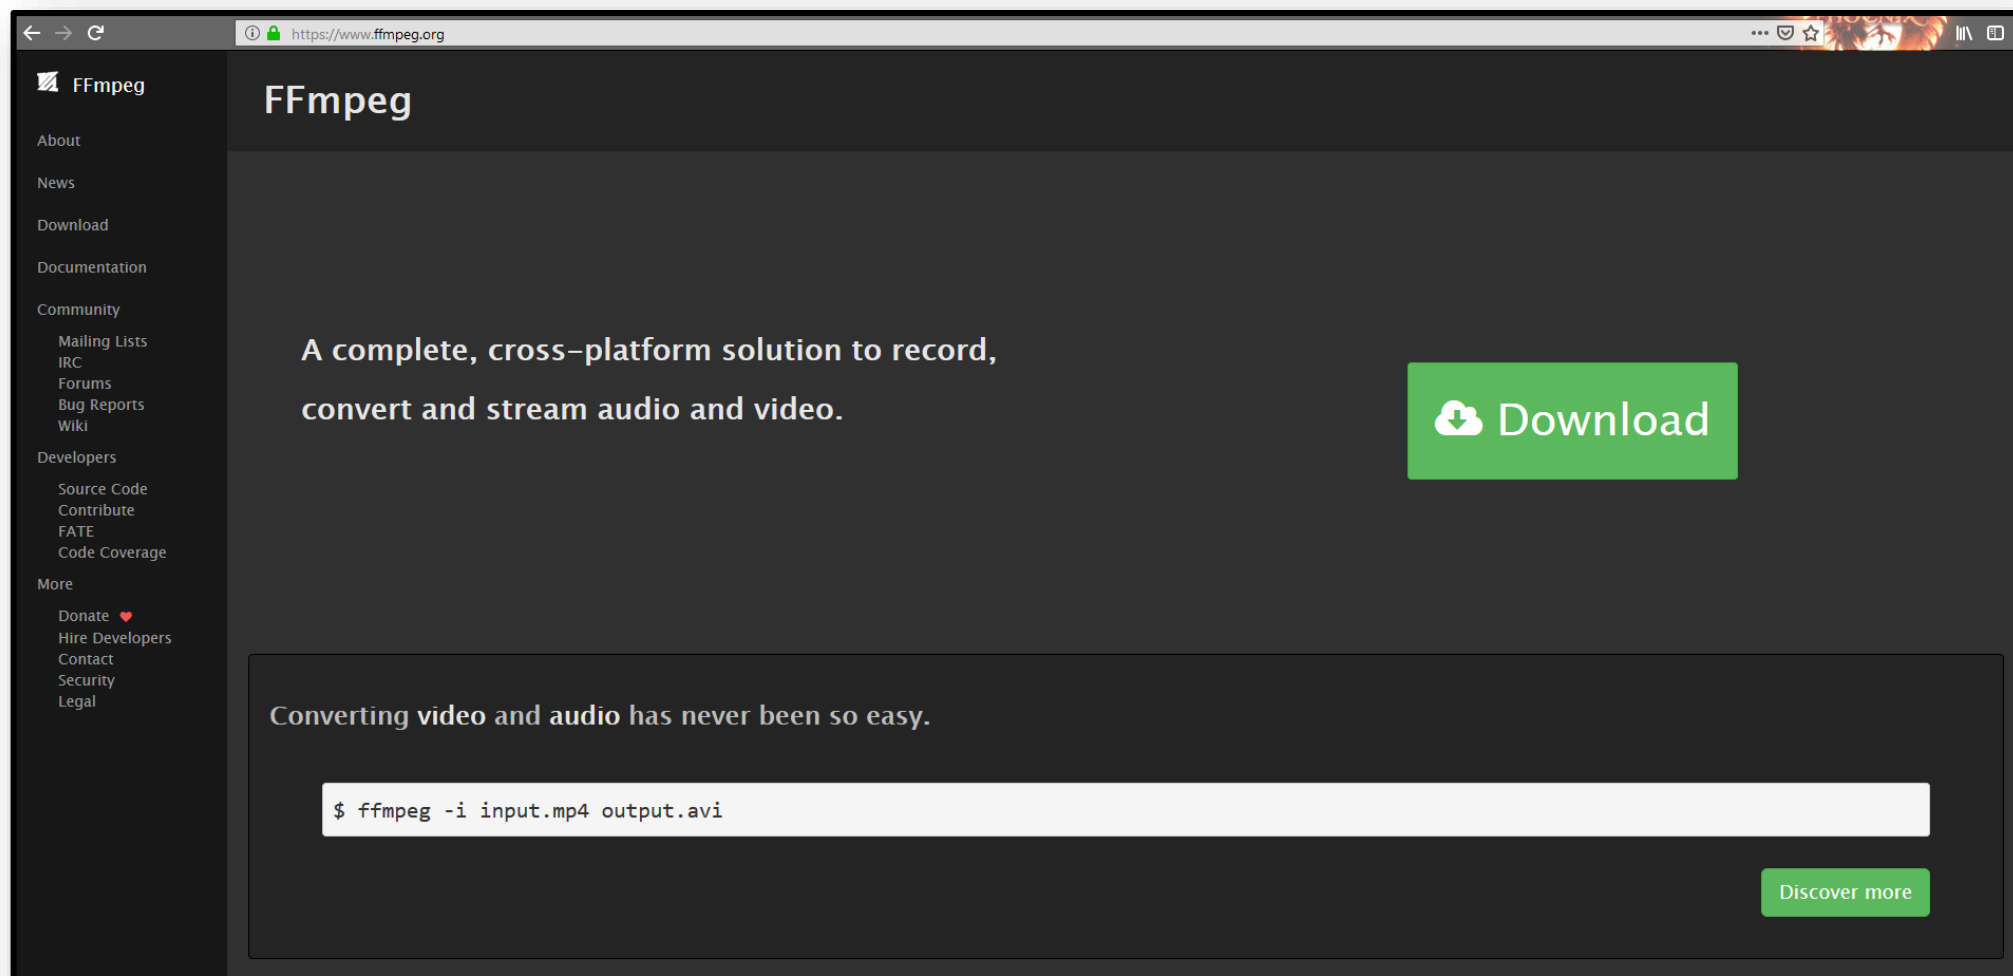 https://www.ffmpeg.org
FFmpeg
About
News
Download
Documentation
Community
Mailing Lists
IRC
Forums
Bug Reports
Wiki
Developers
Source Code
Contribute
FATE
Code Coverage
More
Donate
Hire Developers
Contact
Security
Legal
FFmpeg
A complete, cross-platform solution to record,
convert and stream audio and video.
Download
Converting video and audio has never been so easy.
$ ffmpeg -i input.mp4 output.avi
Discover more